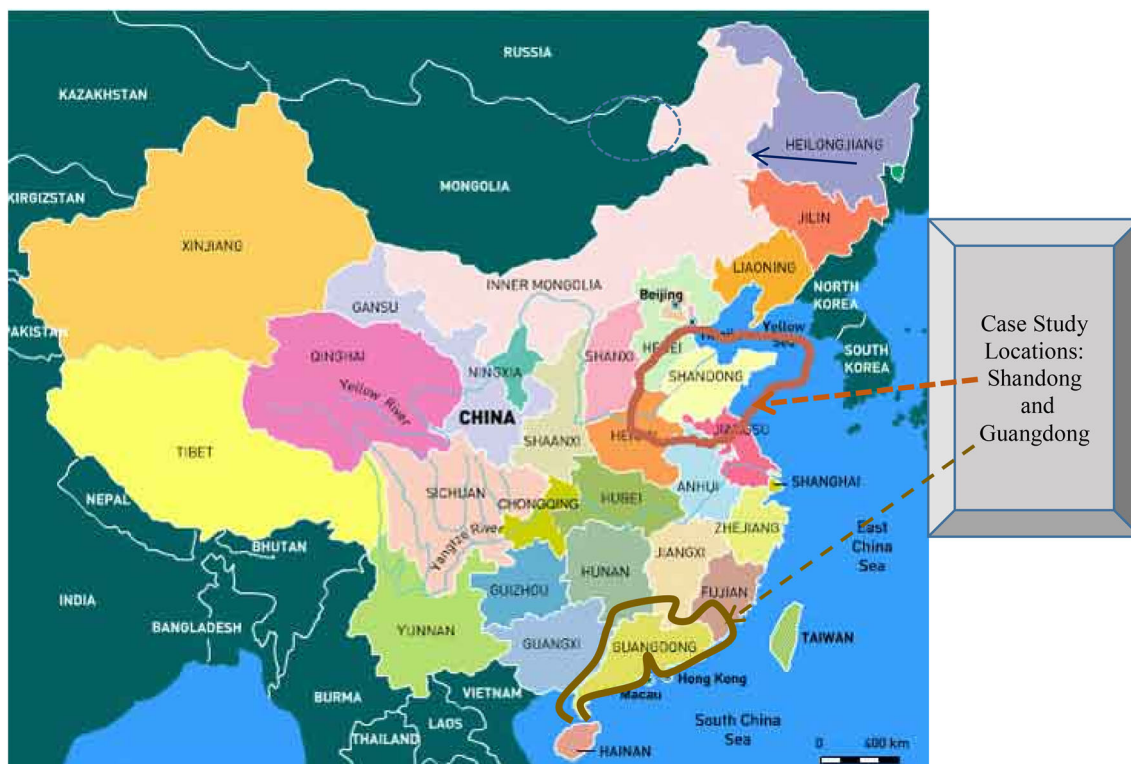 RUSSIA
KAZAKHSTAN
HEILONGJIANG
MONGOLIA
KIRGIZSTAN
JILIN
XINJIANG
LIAONING
INNER MONGOLIA
NORTH
KOREA
Beijing
GANSU
Yellow
PAKISTAN
SHANXI
QINGHAI
NINGXIA
SHANDONG
SOUTH
KOREA
Yellow River
CHINA
SHAANXI
TIBET
SICHUAN
CHONGQING
HUBEI
ANHUI
SHANGHAI
NEPAL
Yangtze River
ZHEJIANG
East
China
Sea
BHUTAN
JIANGXI
HUNAN
GUIZHOU
FUJIAN
INDIA
BANGLADESH
YUNNAN
GUANGXI
GUANGDONG
TAIWAN
Hong Kong
Macau
BURMA
VIETNAM
LAOS
THAILAND
South China
Sea
HAINAN
0 400 km
Case Study
Locations:
Shandong
and
Guangdong